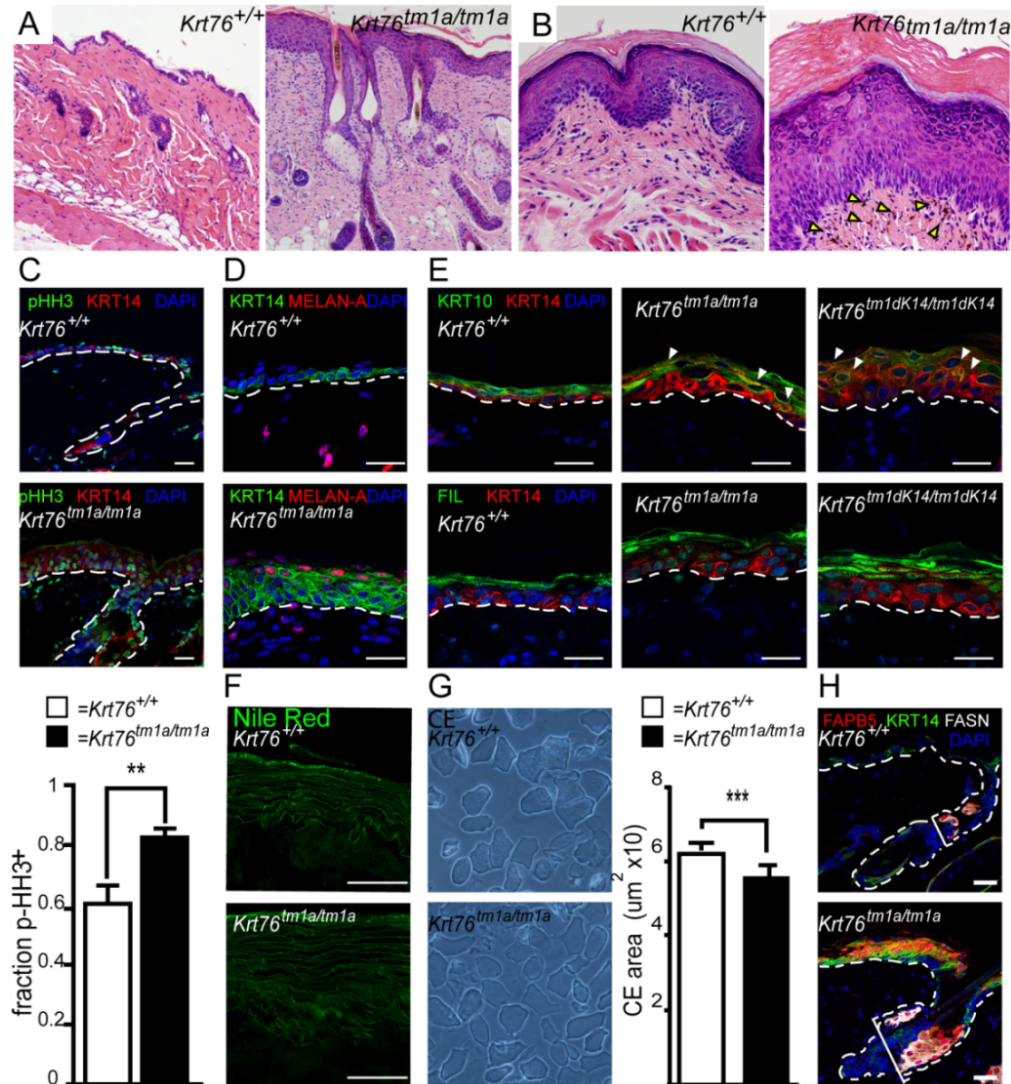 A
Krt76+/+
Krt76tm1a/tm1a
B
Krt76+/+
Krt76tm1a/tm1a
C
pHH3 KRT14 DAPI
Krt76+/+
pHH3 KRT14 DAPI
Krt76tm1a/tm1a
D
KRT14 MELAN-A DAPI
Krt76+/+
KRT14 MELAN-A DAPI
Krt76tm1a/tm1a
E
KRT10 KRT14 DAPI
Krt76+/+
Krt76tm1a/tm1a
Krt76tm1dK14/tm1dK14
FIL KRT14 DAPI
Krt76+/+
Krt76tm1a/tm1a
Krt76tm1dK14/tm1dK14
=Krt76+/+
=Krt76tm1a/tm1a
**
fraction p-HH3+
1
0.8
0.6
0.4
0.2
0
F
Nile Red
Krt76+/+
Krt76tm1a/tm1a
G
CE
Krt76+/+
Krt76tm1a/tm1a
=Krt76+/+
=Krt76tm1a/tm1a
***
CE area (um2 x10)
8
6
4
2
H
FAPB5, KRT14 FASN
Krt76+/+ DAPI
Krt76tm1a/tm1a